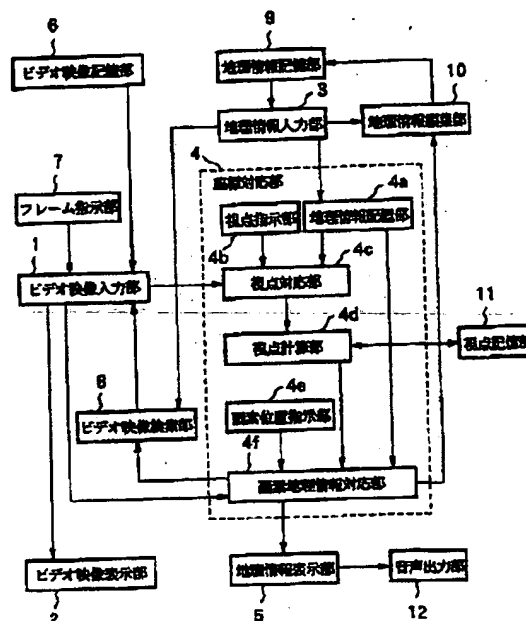 6
ビデオ映像記憶部
9
地理情報記憶部
3
地理情報入力部
10
地理情報編集部
7
フレーム指示部
4
画像対応部
4a
視点指示部
4b
地理情報配置部
1
ビデオ映像入力部
4c
視点対応部
4d
視点計算部
11
視点記憶部
8
ビデオ映像検索部
4e
画素位置指示部
4f
画素地理情報対応部
ビデオ映像表示部
2
地理情報表示部
5
音声出力部
12